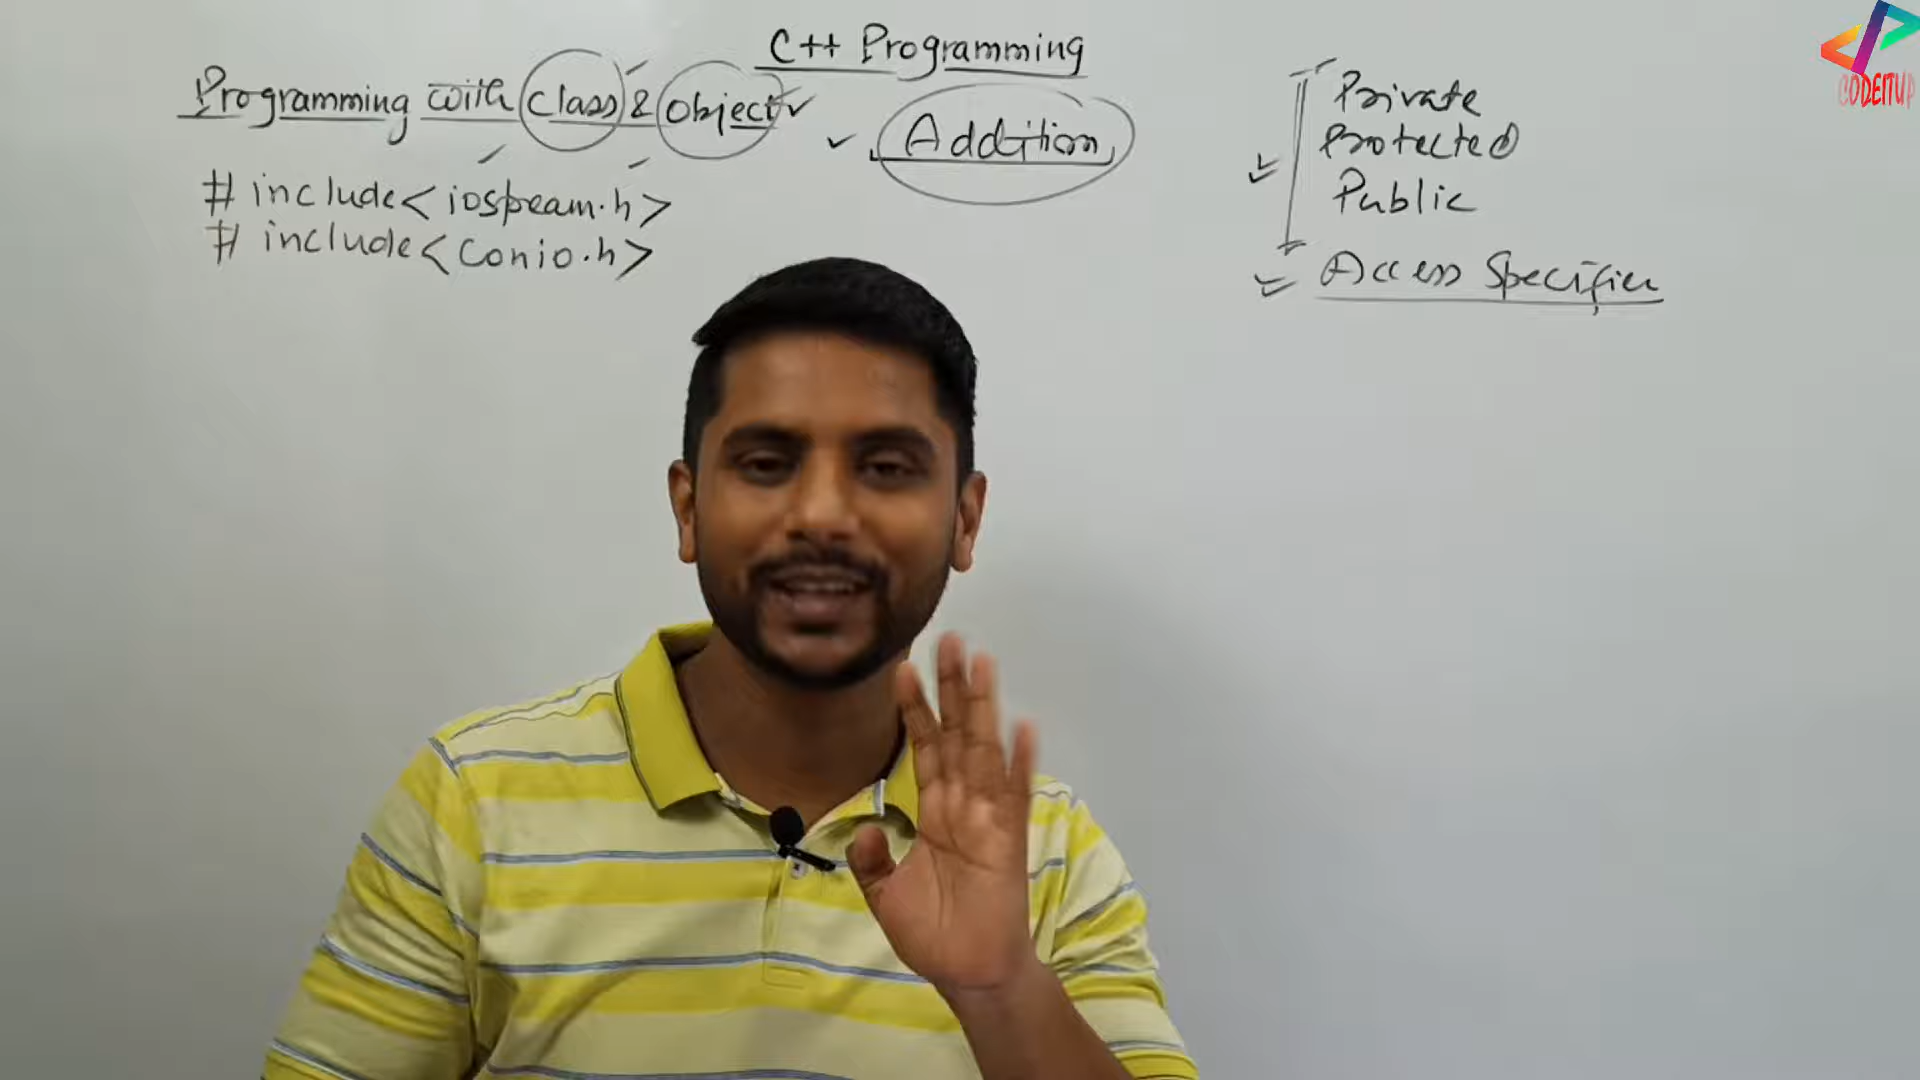 C++ Programming
Programming with Class & Object
Addition
#include<iostream.h>
#include<conio.h>
Private
Protected
Public
Access Specifier
CODEITUP